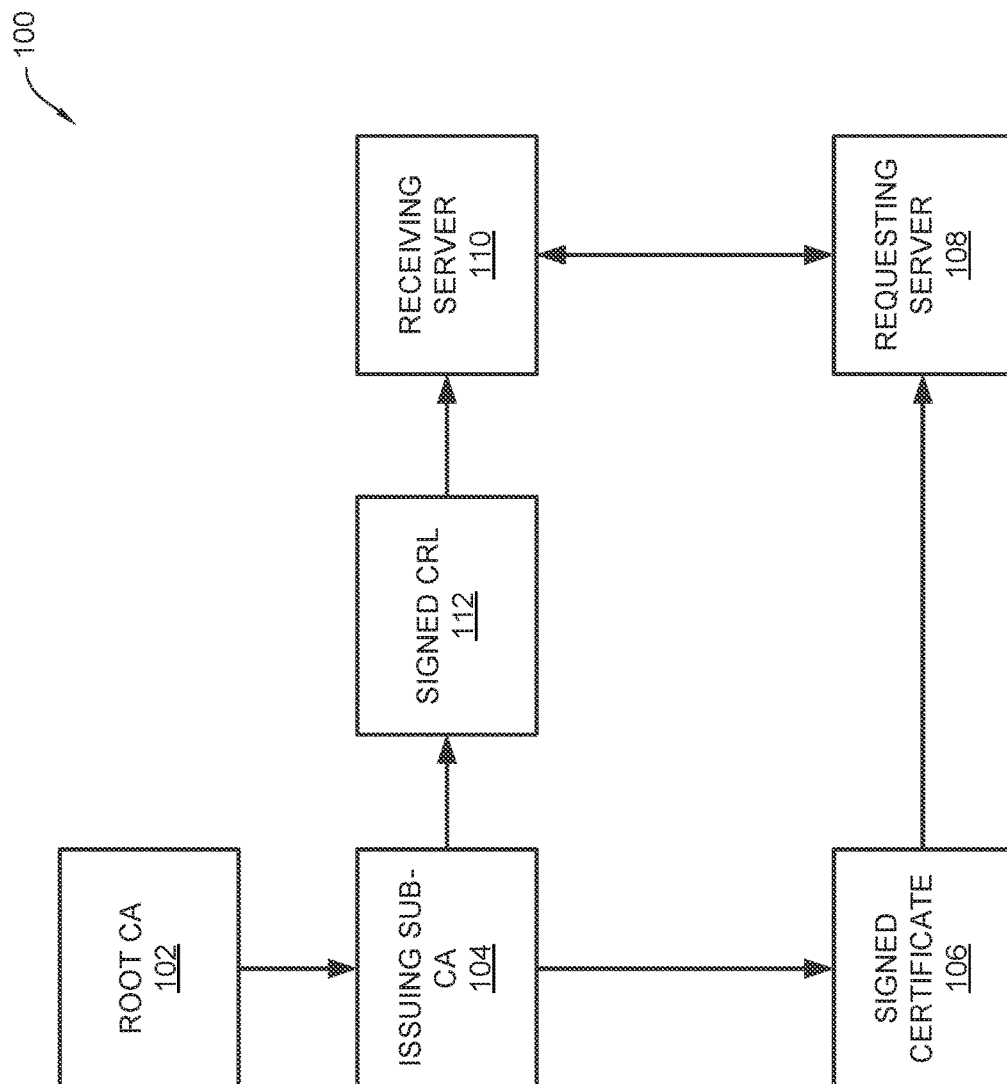 100
ROOT CA
102
ISSUING SUB-
CA
104
SIGNED CRL
112
RECEIVING
SERVER
110
SIGNED
CERTIFICATE
106
REQUESTING
SERVER
108